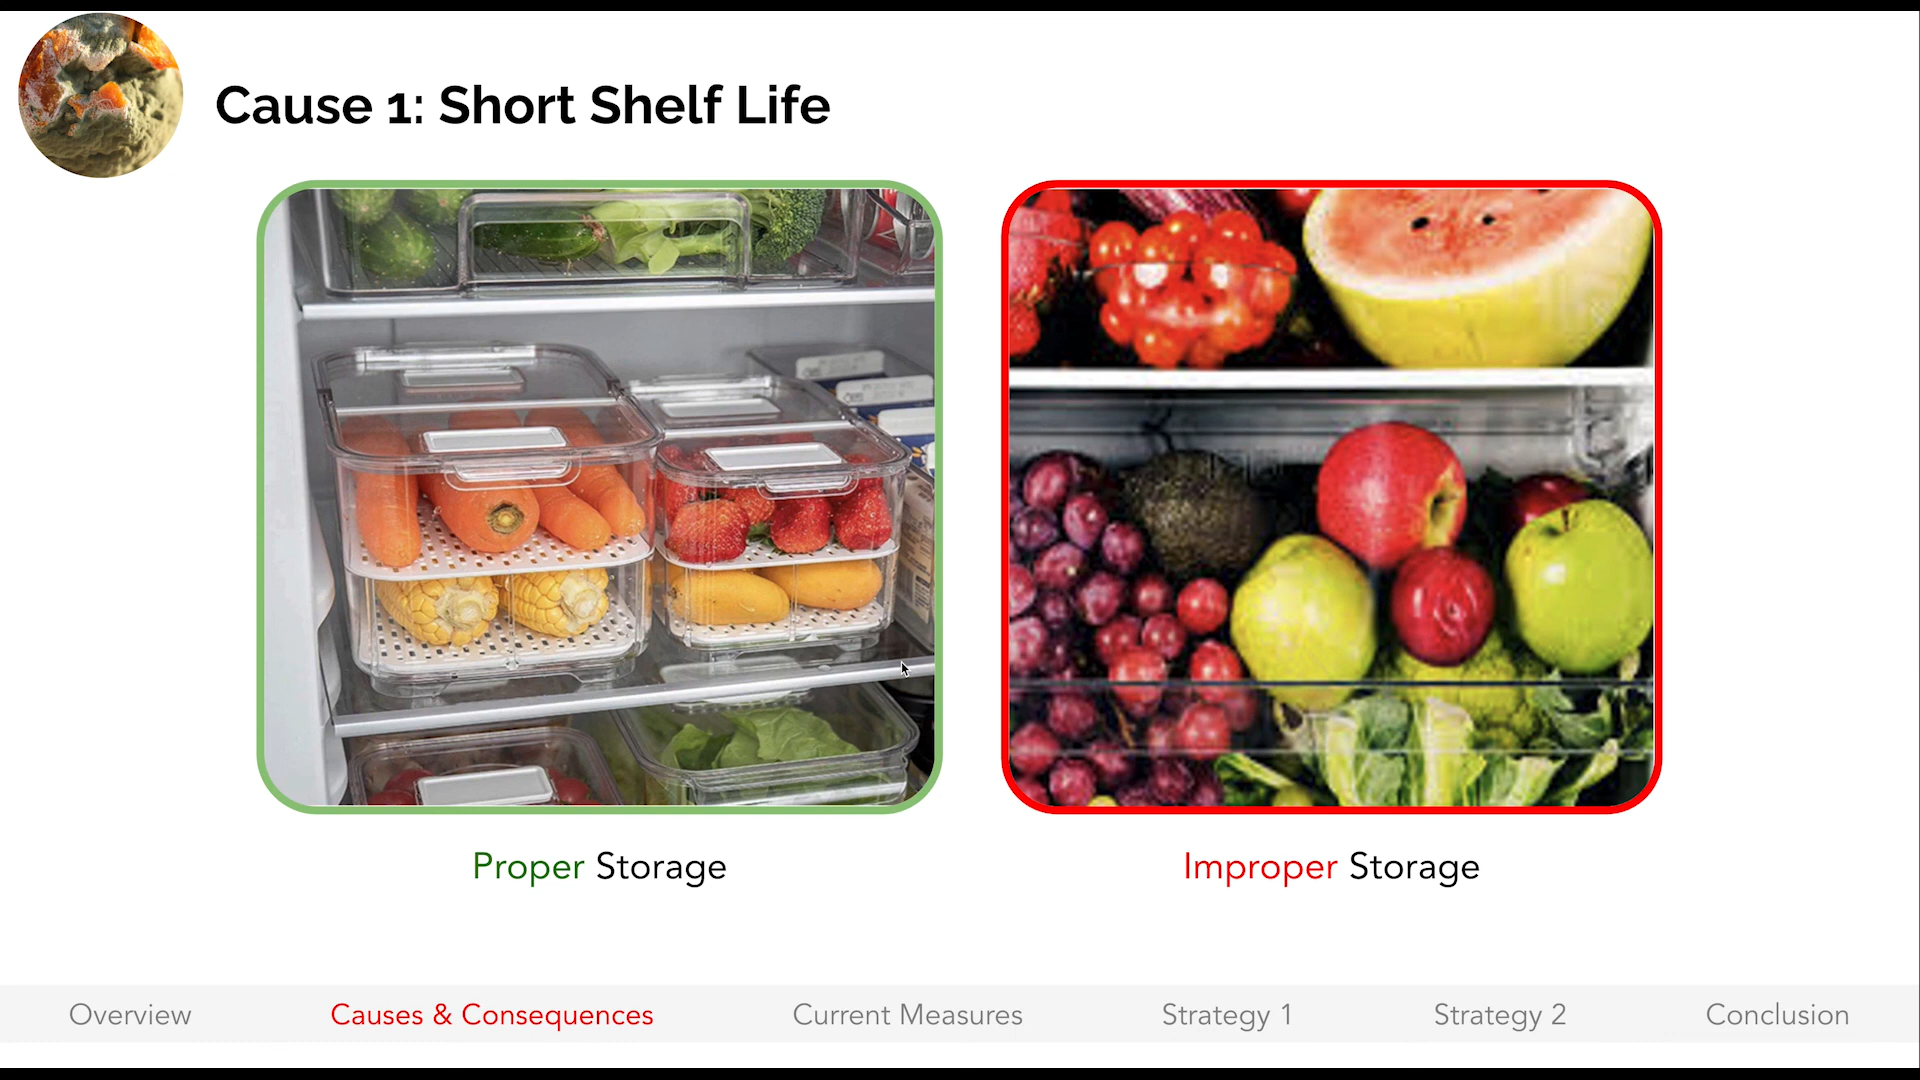 Cause 1: Short Shelf Life
Proper Storage
Improper Storage
Overview
Causes & Consequences
Current Measures
Strategy 1
Strategy 2
Conclusion